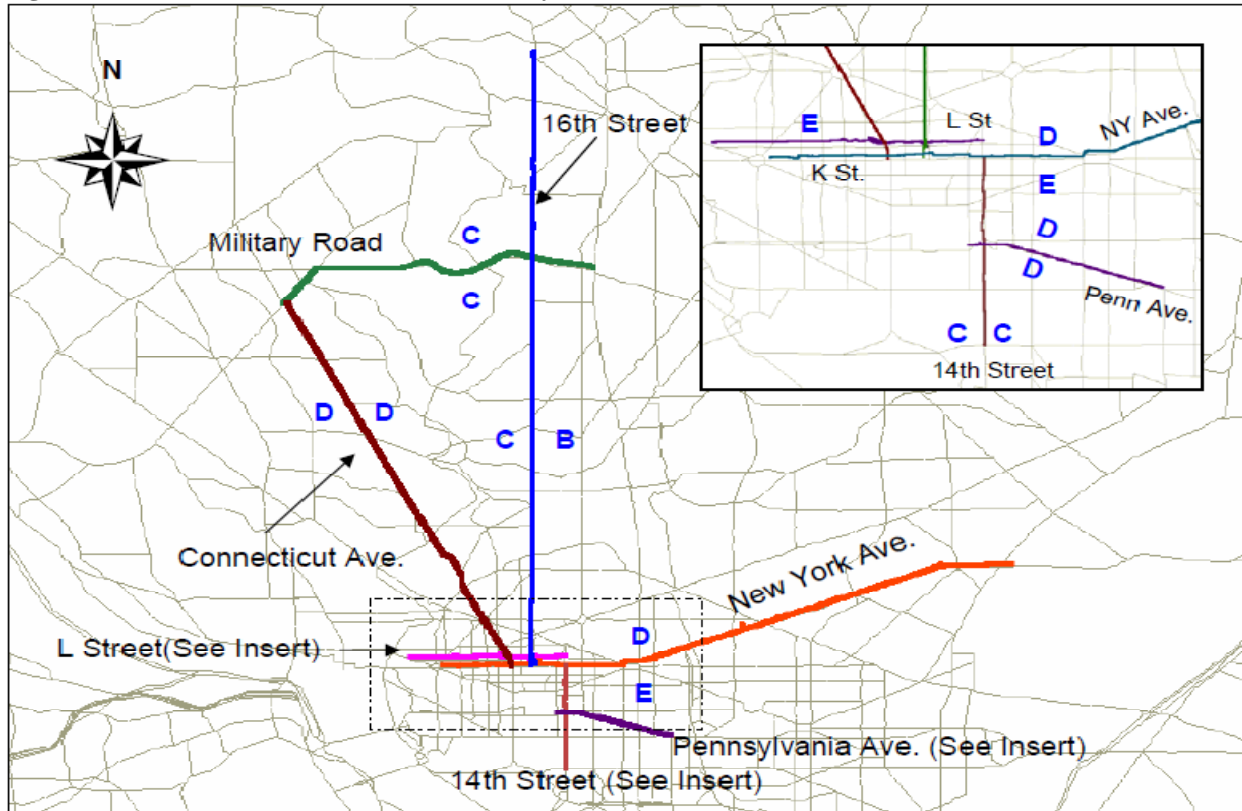 N
16th Street
Military Road
C
C
D D
C B
Connecticut Ave.
New York Ave.
L Street(See Insert)
D
E
Pennsylvania Ave. (See Insert)
14th Street (See Insert)
E
L St
D
NY Ave.
K St.
E
D
D
Penn Ave.
C C
14th Street